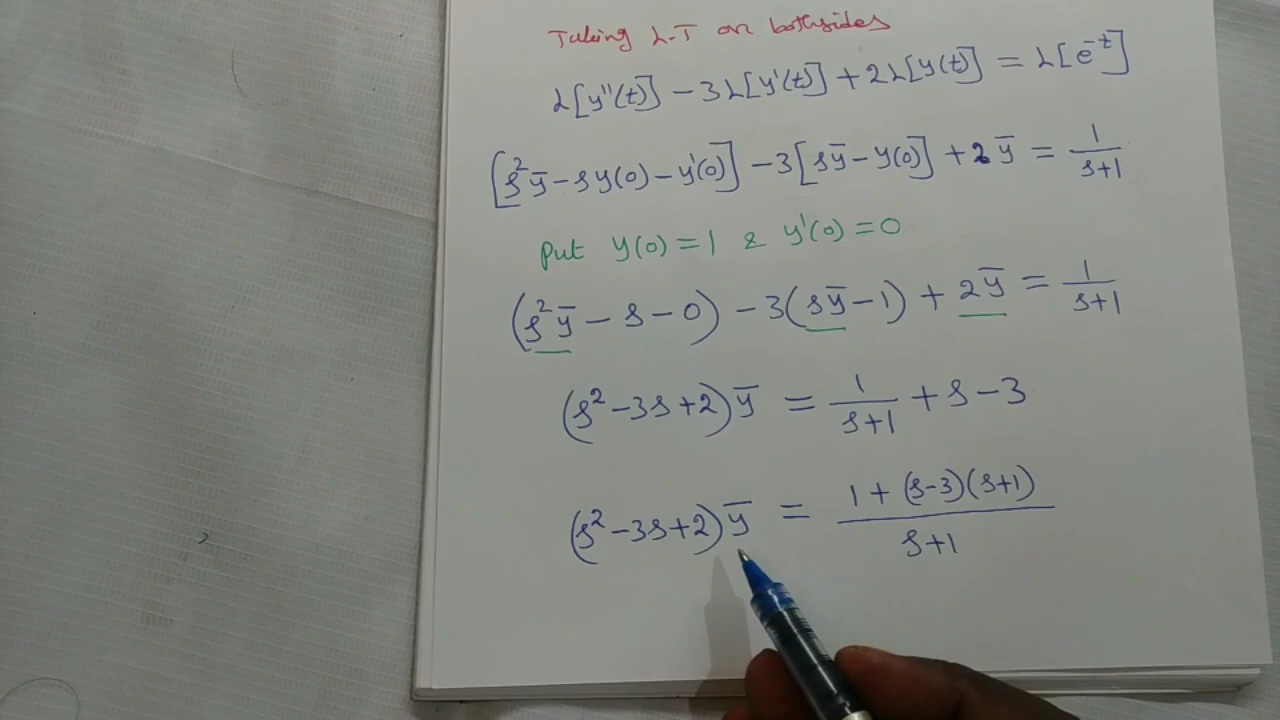 Taking L.T on bothsides
L[y''(t)] - 3L[y'(t)] + 2L[y(t)] = L[e^-t]
[s²ȳ - sy(0) - y'(0)] - 3[sȳ - y(0)] + 2ȳ = 1/(s+1)
put y(0) = 1 & y'(0) = 0
(s²ȳ - s - 0) - 3(sȳ - 1) + 2ȳ = 1/(s+1)
(s² - 3s + 2)ȳ = 1/(s+1) + s - 3
(s² - 3s + 2)ȳ = (1 + (s-3)(s+1))/(s+1)